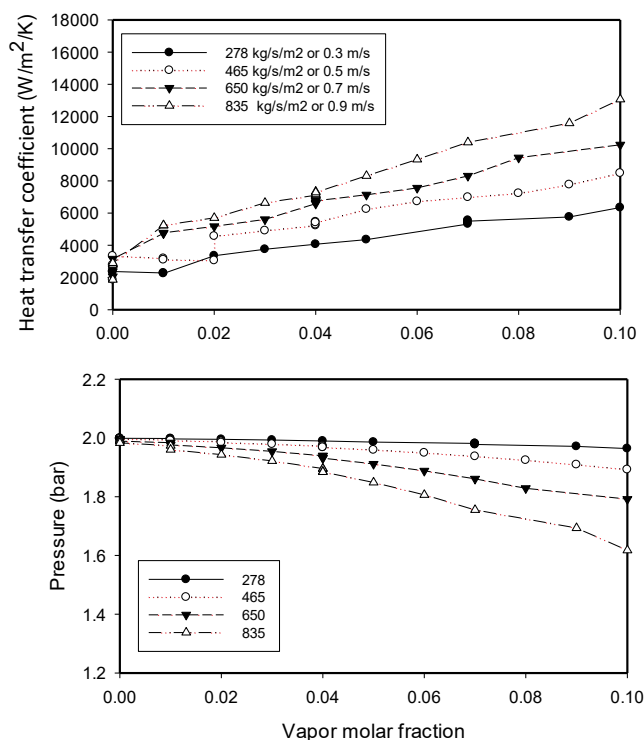 Heat transfer coefficient (W/m²/K)
18000
16000
14000
12000
10000
8000
6000
4000
2000
0
278 kg/s/m2 or 0.3 m/s
465 kg/s/m2 or 0.5 m/s
650 kg/s/m2 or 0.7 m/s
835 kg/s/m2 or 0.9 m/s
0.00 0.02 0.04 0.06 0.08 0.10
Pressure (bar)
2.2
2.0
1.8
1.6
1.4
1.2
278
465
650
835
0.00 0.02 0.04 0.06 0.08 0.10
Vapor molar fraction